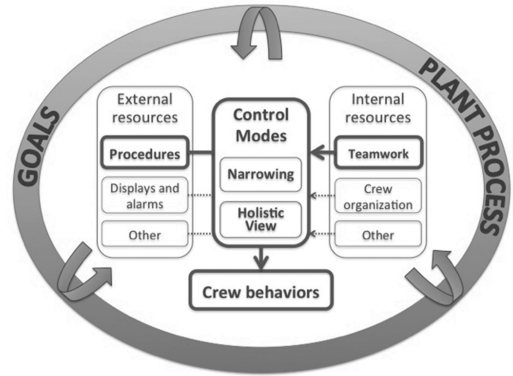 GOALS
PLANT PROCESS
External
resources
Procedures
Displays and
alarms
Other
Control
Modes
Narrowing
Holistic
View
Internal
resources
Teamwork
Crew
organization
Other
Crew behaviors